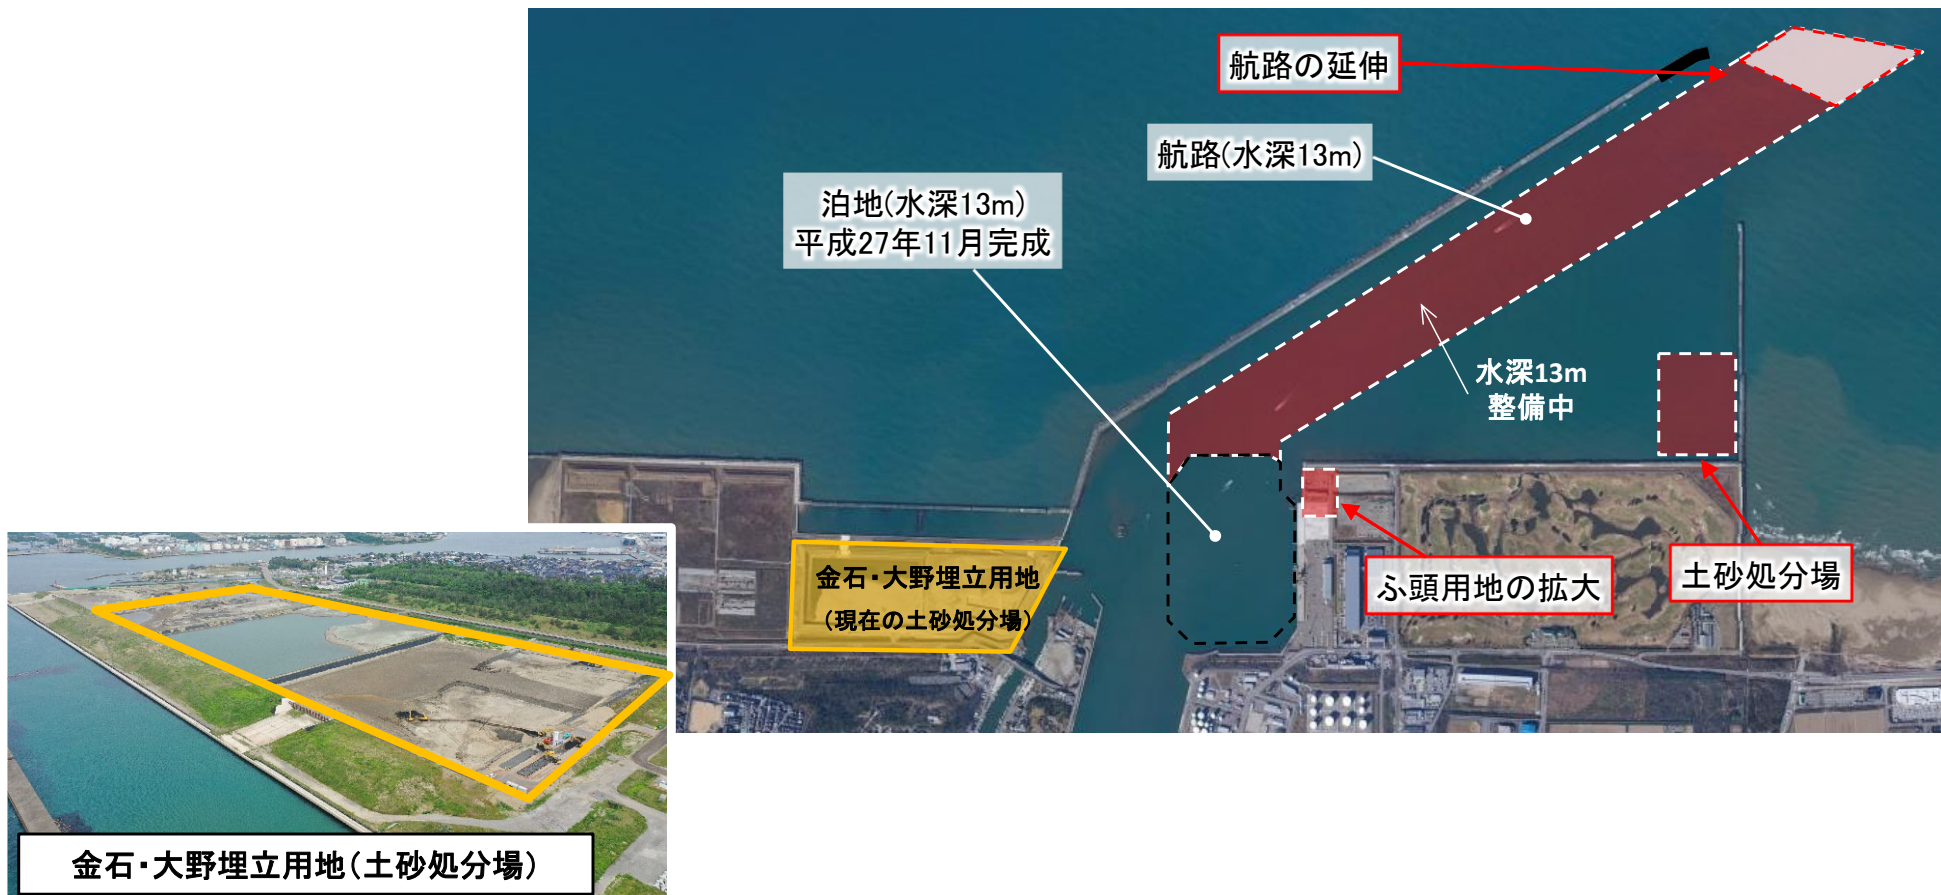 航路の延伸
航路(水深13m)
泊地(水深13m)
平成27年11月完成
水深13m
整備中
金石・大野埋立用地
(現在の土砂処分場)
ふ頭用地の拡大
土砂処分場
金石・大野埋立用地(土砂処分場)